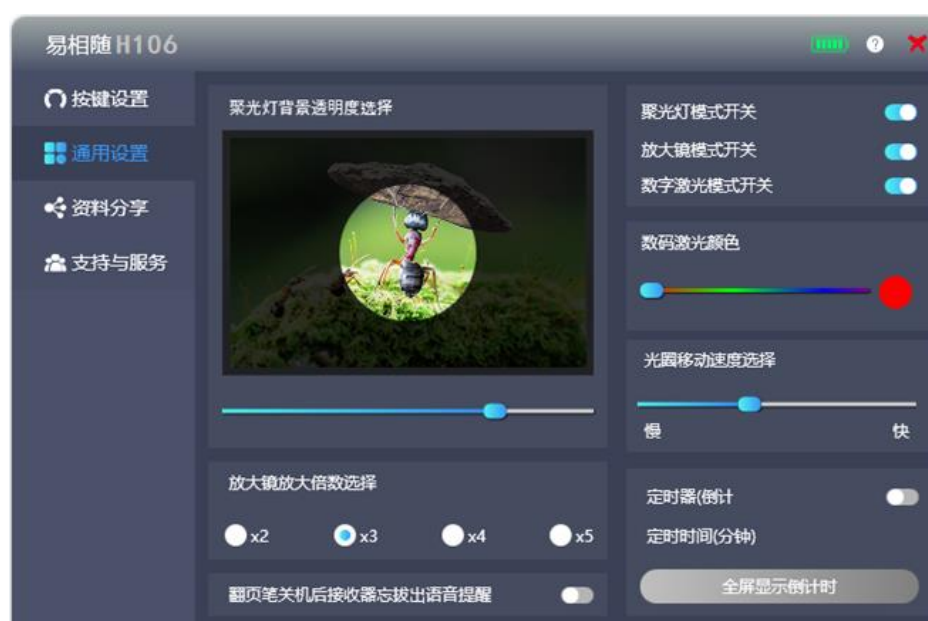 易相随H106
按键设置
通用设置
资料分享
支持与服务
聚光灯背景透明度选择
放大镜放大倍数选择
x2 x3 x4 x5
翻页笔关机后接收器忘拔出语音提醒
聚光灯模式开关
放大镜模式开关
数字激光模式开关
数码激光颜色
光圈移动速度选择
慢 快
定时器(倒计
定时时间(分钟)
全屏显示倒计时